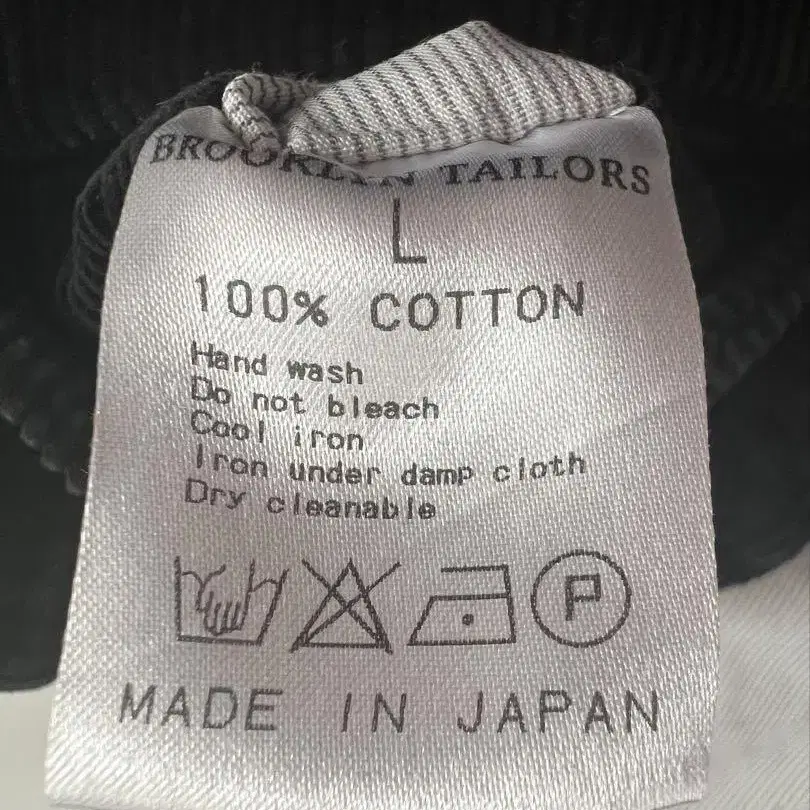 BROOKLYN TAILORS
L
100% COTTON
Hand wash
Do not bleach
Cool iron
Iron under damp cloth
Dry cleanable
P
MADE IN JAPAN